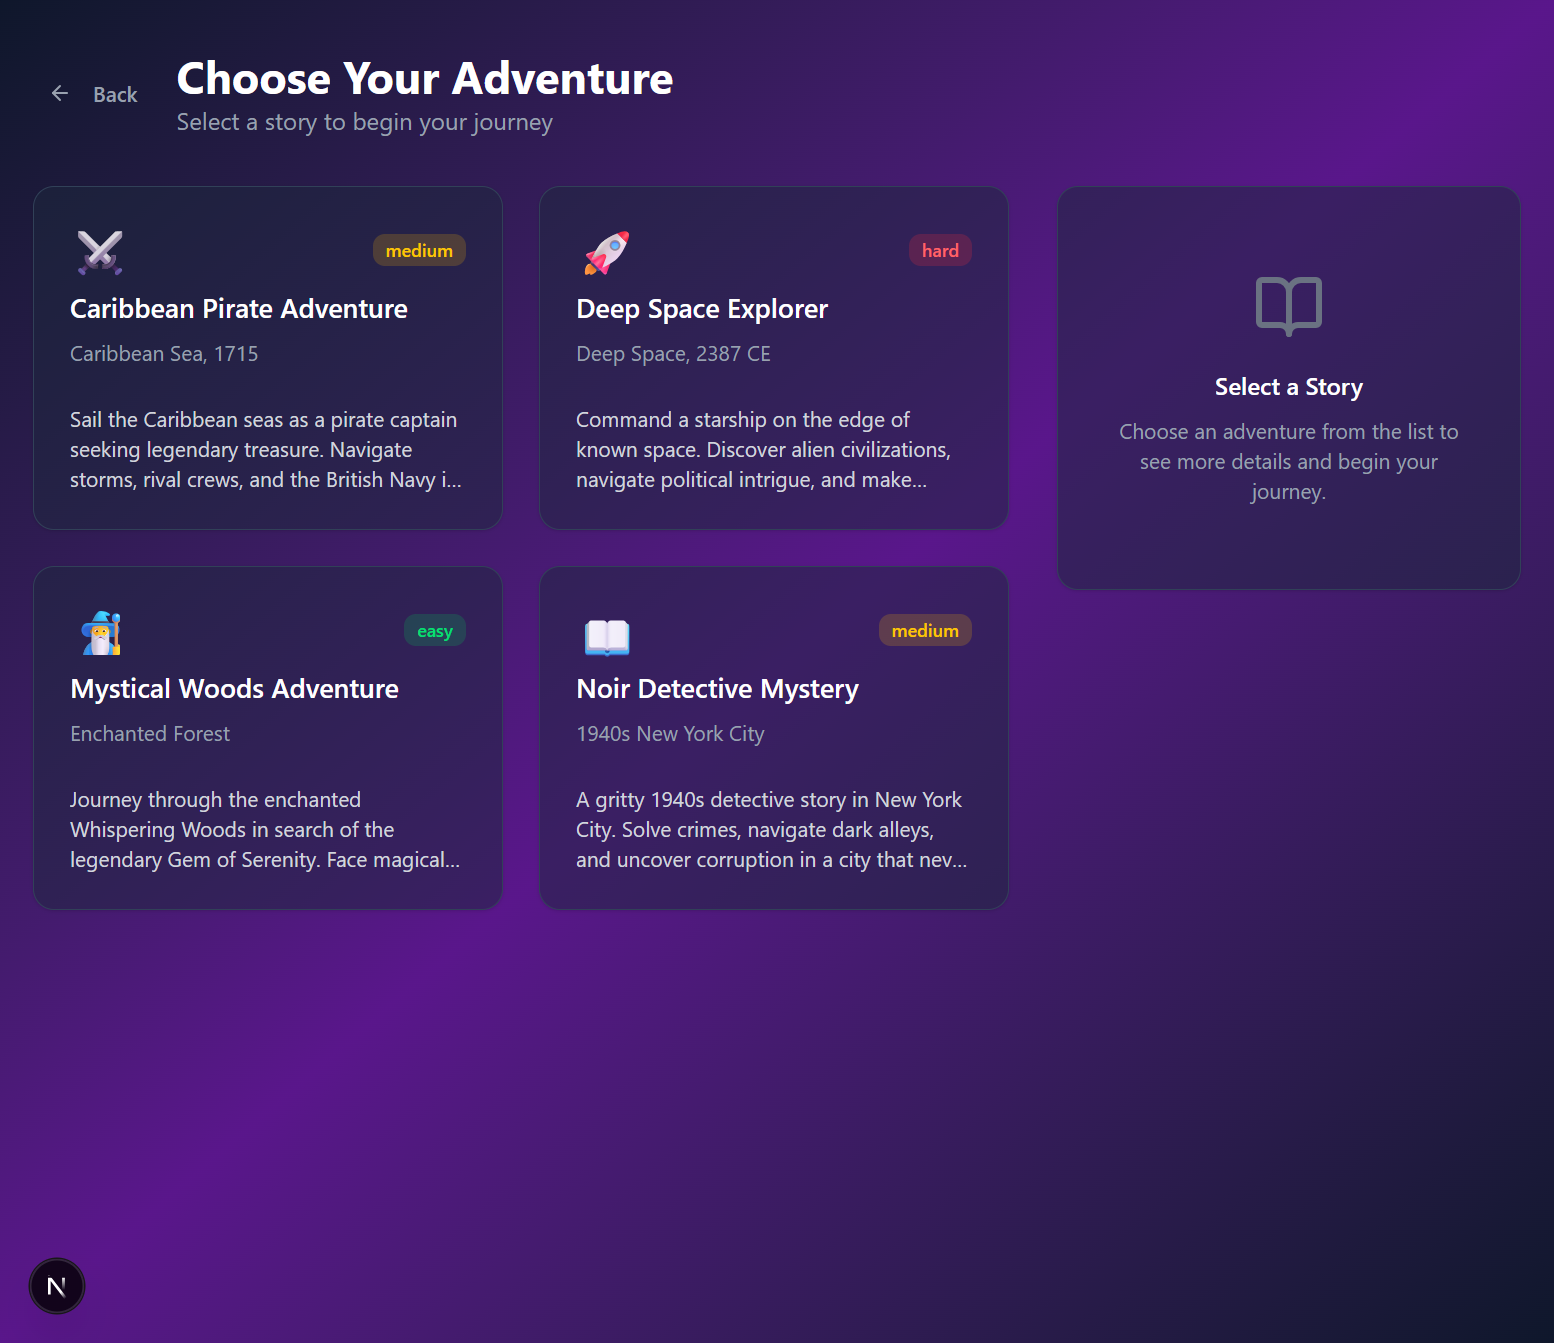 Back
Choose Your Adventure
Select a story to begin your journey
medium
Caribbean Pirate Adventure
Caribbean Sea, 1715
Sail the Caribbean seas as a pirate captain
seeking legendary treasure. Navigate
storms, rival crews, and the British Navy i...
hard
Deep Space Explorer
Deep Space, 2387 CE
Command a starship on the edge of
known space. Discover alien civilizations,
navigate political intrigue, and make...
Select a Story
Choose an adventure from the list to
see more details and begin your
journey.
easy
Mystical Woods Adventure
Enchanted Forest
Journey through the enchanted
Whispering Woods in search of the
legendary Gem of Serenity. Face magical...
medium
Noir Detective Mystery
1940s New York City
A gritty 1940s detective story in New York
City. Solve crimes, navigate dark alleys,
and uncover corruption in a city that nev...
N